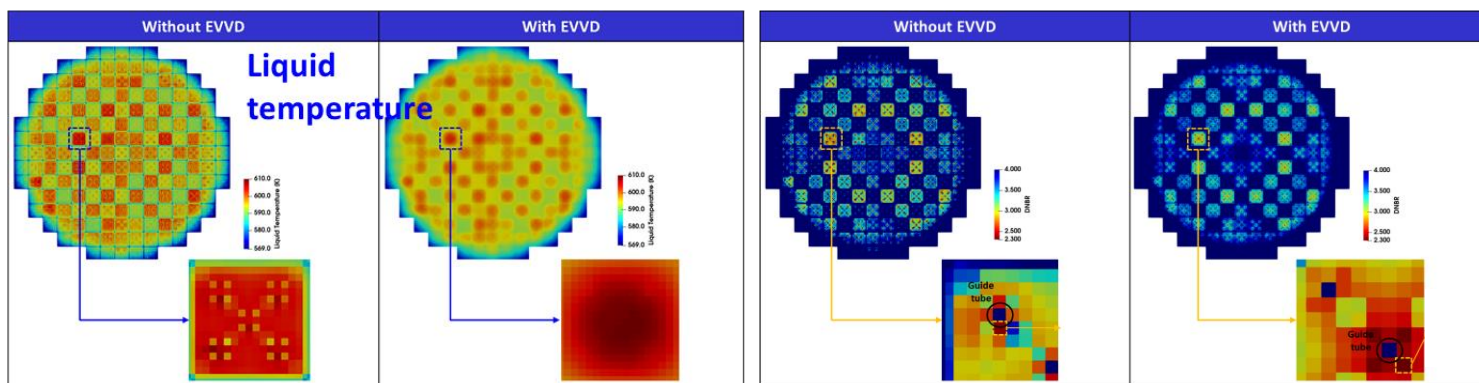 Without EVVD
With EVVD
Liquid
temperature
610.0
600.0
590.0
580.0
569.0
Liquid Temperature (K)
610.0
600.0
590.0
580.0
569.0
Liquid Temperature (K)
Without EVVD
With EVVD
4.000
3.500
3.000
2.500
2.300
DNBR
4.000
3.500
3.000
2.500
2.300
DNBR
Guide
tube
Guide
tube